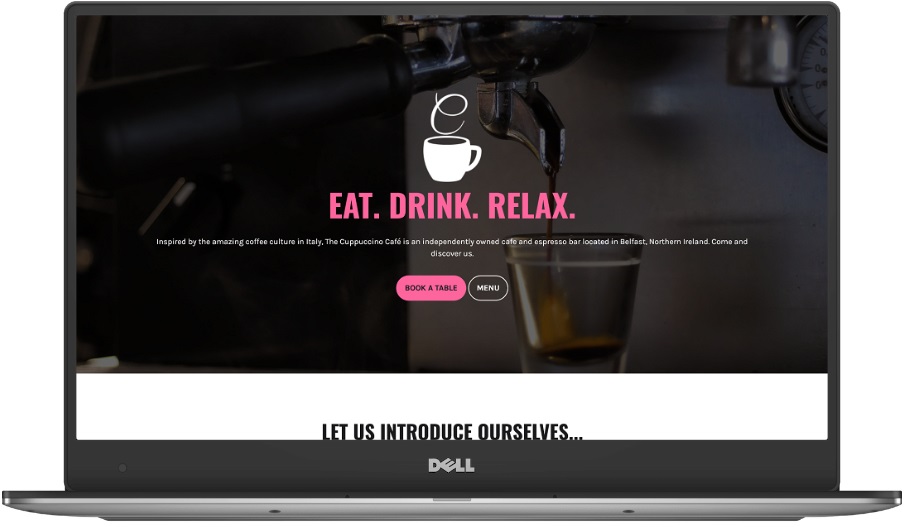 EAT. DRINK. RELAX.
Inspired by the amazing coffee culture in Italy, The Cuppuccino Café is an independently owned cafe and espresso bar located in Belfast, Northern Ireland. Come and
discover us.
BOOK A TABLE MENU
LET US INTRODUCE OURSELVES...
DELL